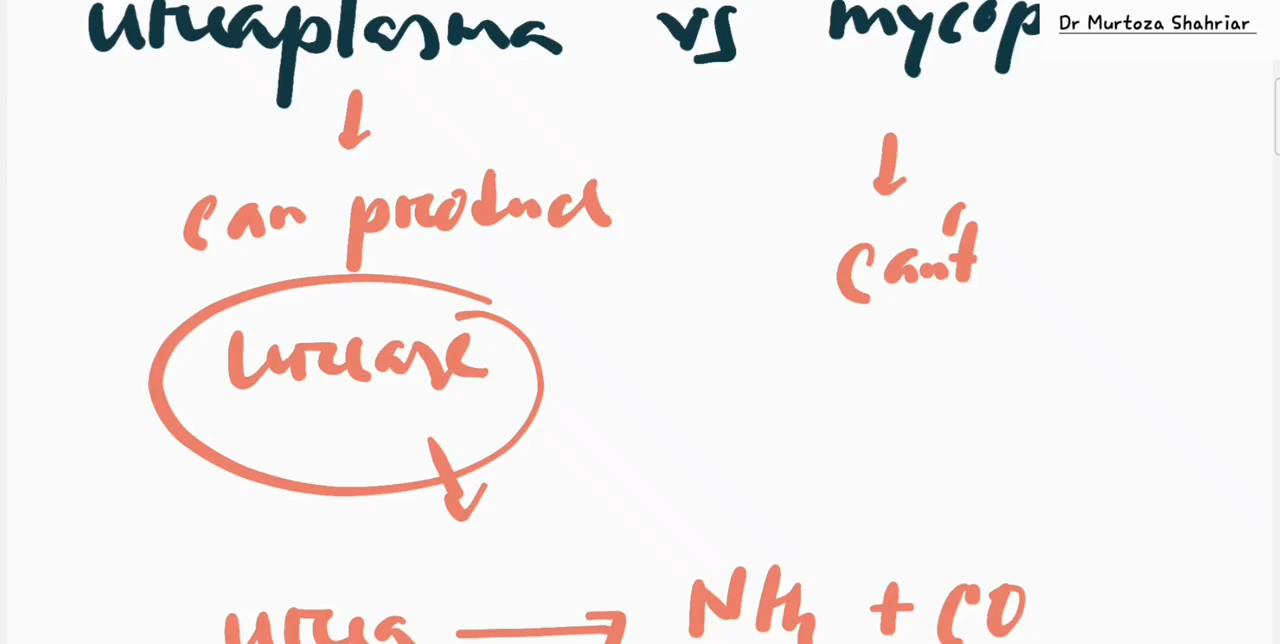 ureaplasma vs mycop
Dr Murtoza Shahriar
↓ ↓
can produce can't
urease
↓
urea → NH3 + CO